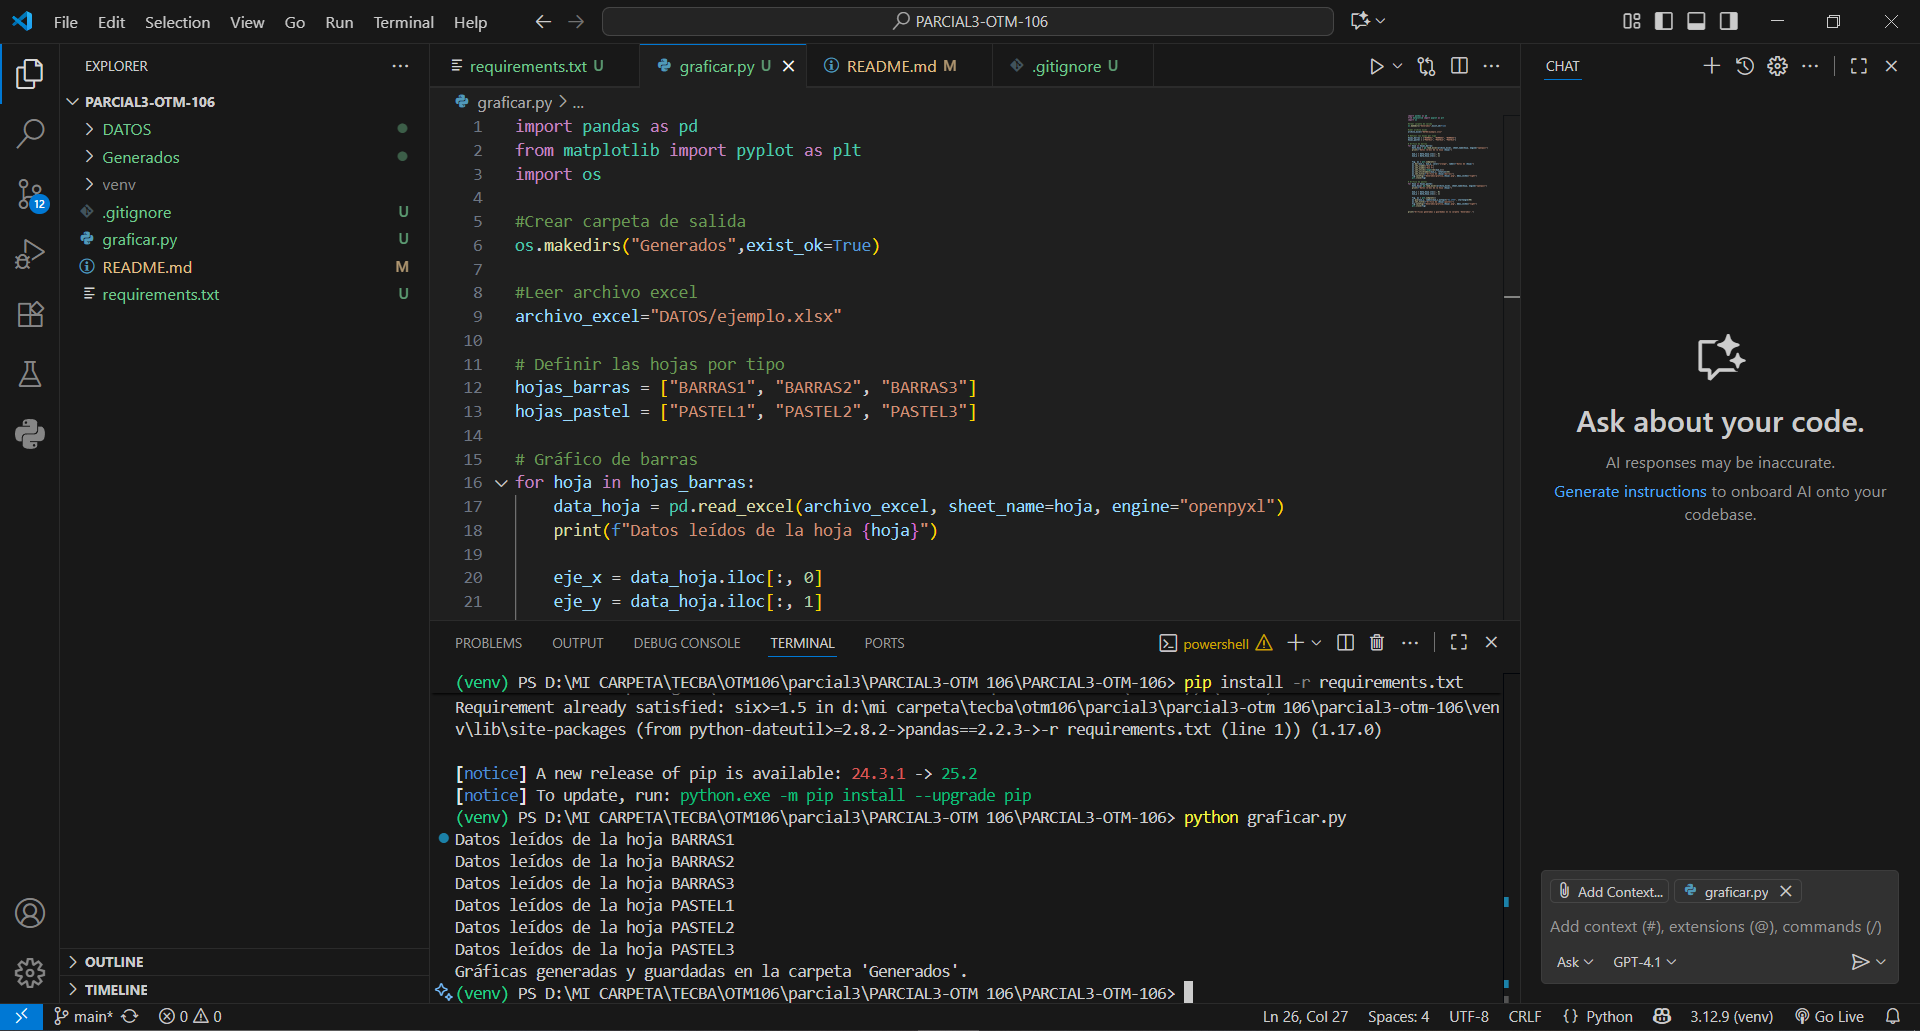 File Edit Selection View Go Run Terminal Help
PARCIAL3-OTM-106
EXPLORER
PARCIAL3-OTM-106
DATOS
Generados
venv
.gitignore U
graficar.py U
README.md M
requirements.txt U
OUTLINE
TIMELINE
12
requirements.txt U
graficar.py U
README.md M
.gitignore U
graficar.py > ...
1 import pandas as pd
2 from matplotlib import pyplot as plt
3 import os
4
5 #Crear carpeta de salida
6 os.makedirs("Generados",exist_ok=True)
7
8 #Leer archivo excel
9 archivo_excel="DATOS/ejemplo.xlsx"
10
11 # Definir las hojas por tipo
12 hojas_barras = ["BARRAS1", "BARRAS2", "BARRAS3"]
13 hojas_pastel = ["PASTEL1", "PASTEL2", "PASTEL3"]
14
15 # Gráfico de barras
16 for hoja in hojas_barras:
17 data_hoja = pd.read_excel(archivo_excel, sheet_name=hoja, engine="openpyxl")
18 print(f"Datos leídos de la hoja {hoja}")
19
20 eje_x = data_hoja.iloc[:, 0]
21 eje_y = data_hoja.iloc[:, 1]
PROBLEMS OUTPUT DEBUG CONSOLE TERMINAL PORTS
powershell
(venv) PS D:\MI CARPETA\TECBA\OTM106\parcial3\PARCIAL3-OTM 106\PARCIAL3-OTM-106> pip install -r requirements.txt
Requirement already satisfied: six>=1.5 in d:\mi carpeta\tecba\otm106\parcial3\parcial3-otm 106\parcial3-otm-106\ven
v\lib\site-packages (from python-dateutil>=2.8.2->pandas==2.2.3->-r requirements.txt (line 1)) (1.17.0)
[notice] A new release of pip is available: 24.3.1 -> 25.2
[notice] To update, run: python.exe -m pip install --upgrade pip
(venv) PS D:\MI CARPETA\TECBA\OTM106\parcial3\PARCIAL3-OTM 106\PARCIAL3-OTM-106> python graficar.py
Datos leídos de la hoja BARRAS1
Datos leídos de la hoja BARRAS2
Datos leídos de la hoja BARRAS3
Datos leídos de la hoja PASTEL1
Datos leídos de la hoja PASTEL2
Datos leídos de la hoja PASTEL3
Gráficas generadas y guardadas en la carpeta 'Generados'.
(venv) PS D:\MI CARPETA\TECBA\OTM106\parcial3\PARCIAL3-OTM 106\PARCIAL3-OTM-106>
CHAT
Ask about your code.
AI responses may be inaccurate.
Generate instructions to onboard AI onto your
codebase.
Add Context... graficar.py
Add context (#), extensions (@), commands (/)
Ask GPT-4.1
main* 0 0
Ln 26, Col 27 Spaces: 4 UTF-8 CRLF {} Python 3.12.9 (venv) Go Live